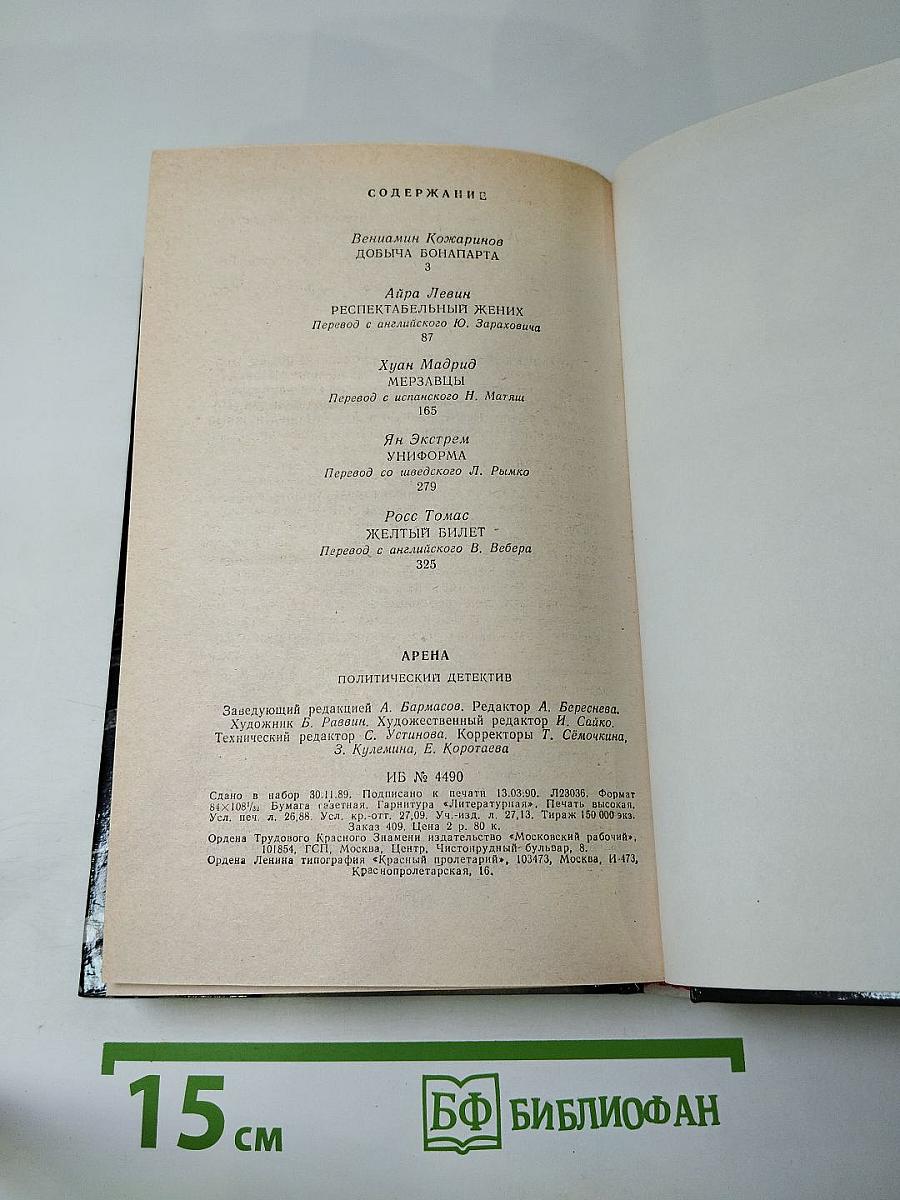 СОДЕРЖАНИЕ
Вениамин Кожаринов
ДОБЫЧА БОНАПАРТА
3
Айра Левин
РЕСПЕКТАБЕЛЬНЫЙ ЖЕНИХ
Перевод с английского Ю. Зараховича
87
Хуан Мадрид
МЕРЗАВЦЫ
Перевод с испанского Н. Матяш
165
Ян Экстрем
УНИФОРМА
Перевод со шведского Л. Рымко
279
Росс Томас
ЖЕЛТЫЙ БИЛЕТ
Перевод с английского В. Вебера
325
АРЕНА
ПОЛИТИЧЕСКИЙ ДЕТЕКТИВ
Заведующий редакцией А. Бармасов. Редактор А. Береснева.
Художник Б. Раввин. Художественный редактор И. Сайко.
Технический редактор С. Устинова. Корректоры Т. Сёмочкина,
З. Кулемина, Е. Коротаева
ИБ № 4490
Сдано в набор 30.11.89. Подписано к печати 13.03.90. Л23036. Формат
84×108¹/₃₂ Бумага газетная. Гарнитура «Литературная». Печать высокая.
Усл. печ. л. 26,88. Усл. кр.-отт. 27,09. Уч.-изд. л. 27,13. Тираж 150 000 экз.
Заказ 409. Цена 2 р. 80 к.
Ордена Трудового Красного Знамени издательство «Московский рабочий»,
101854, ГСП, Москва, Центр, Чистопрудный бульвар, 8.
Ордена Ленина типография «Красный пролетарий», 103473, Москва, И-473,
Краснопролетарская, 16.
15 см
БФ БИБЛИОФАН